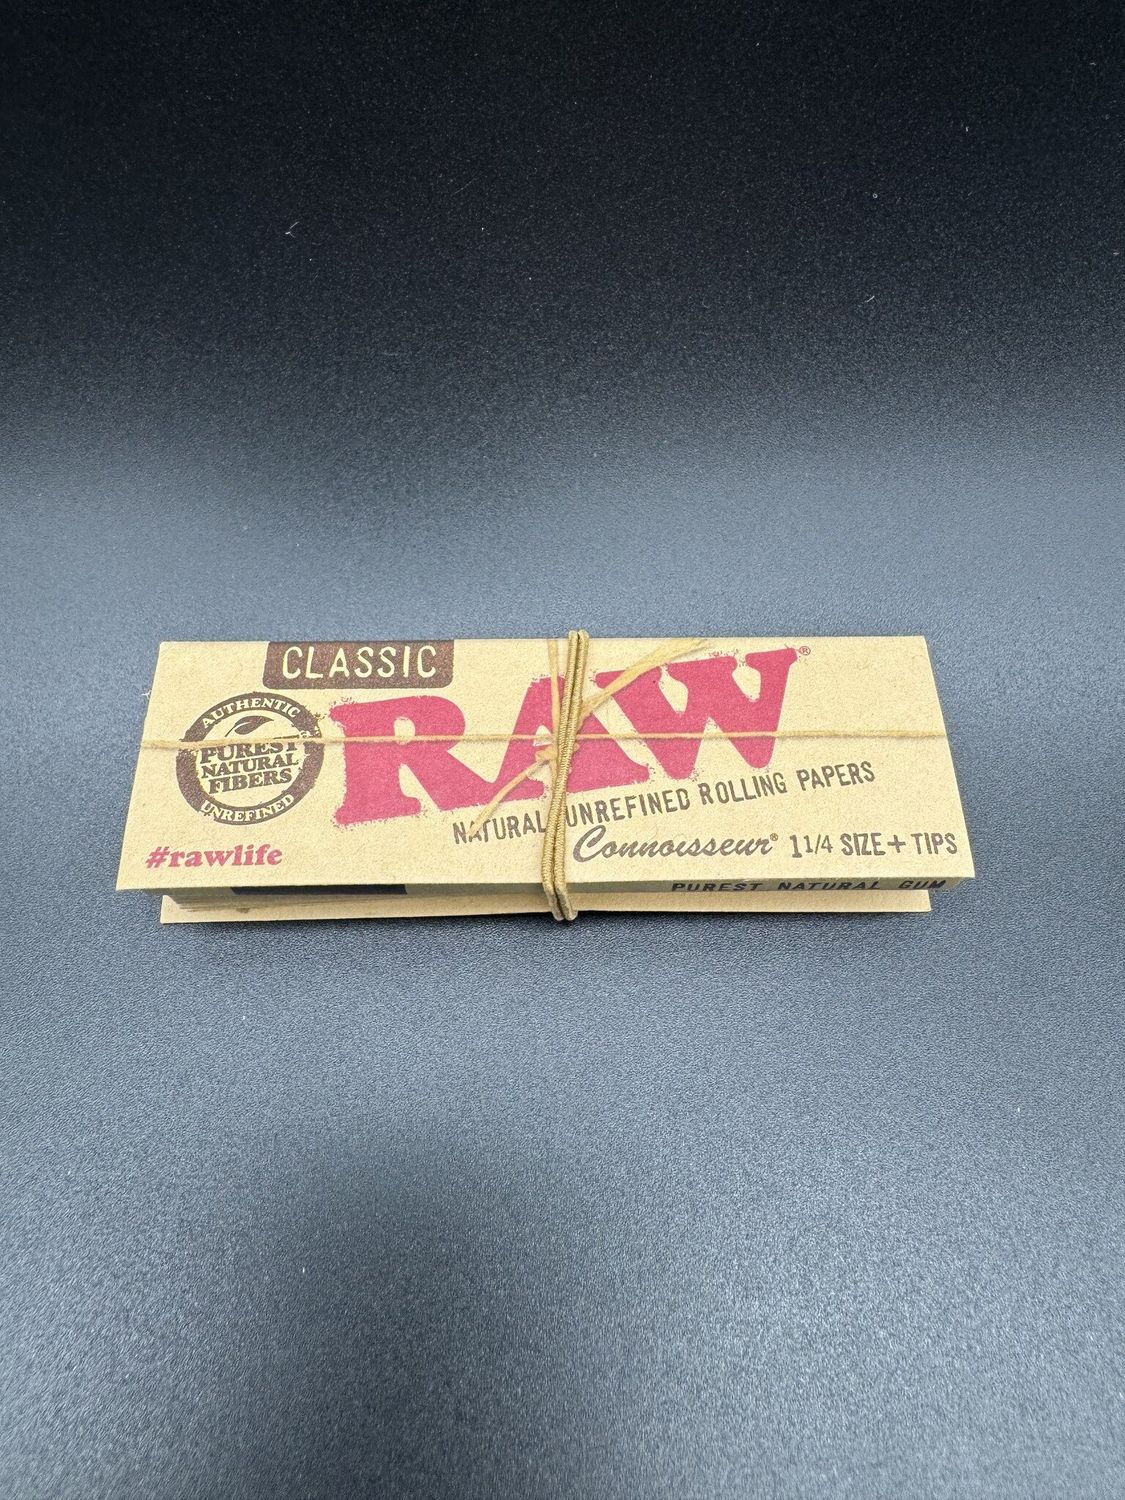 CLASSIC
RAW®
AUTHENTIC
PUREST
NATURAL
FIBERS
UNREFINED
NATURAL UNREFINED ROLLING PAPERS
Connoisseur® 1 1/4 SIZE + TIPS
#rawlife
PUREST NATURAL GUM